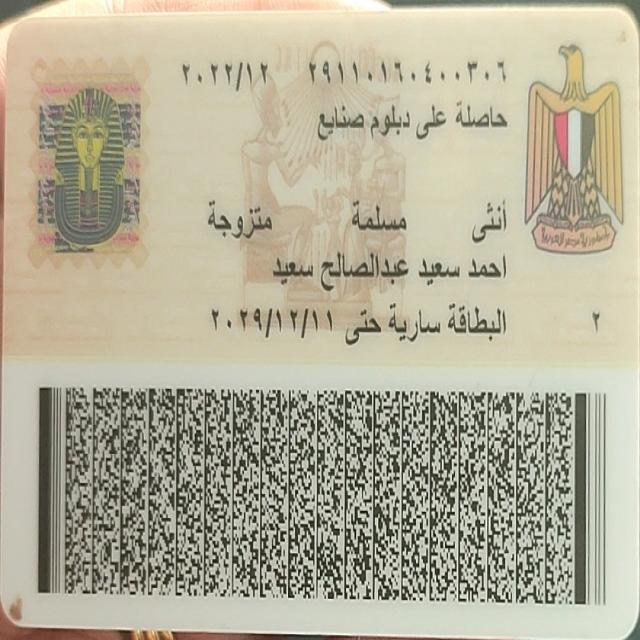 ٢٩١١٠١٦٠٤٠٠٣٠٦ ٢٠٢٢/١٢
حاصلة على دبلوم صنايع
أنثى مسلمة متزوجة
احمد سعيد عبدالصالح سعيد
البطاقة سارية حتى ٢٠٢٩/١٢/١١
٢
جمهورية مصر العربية